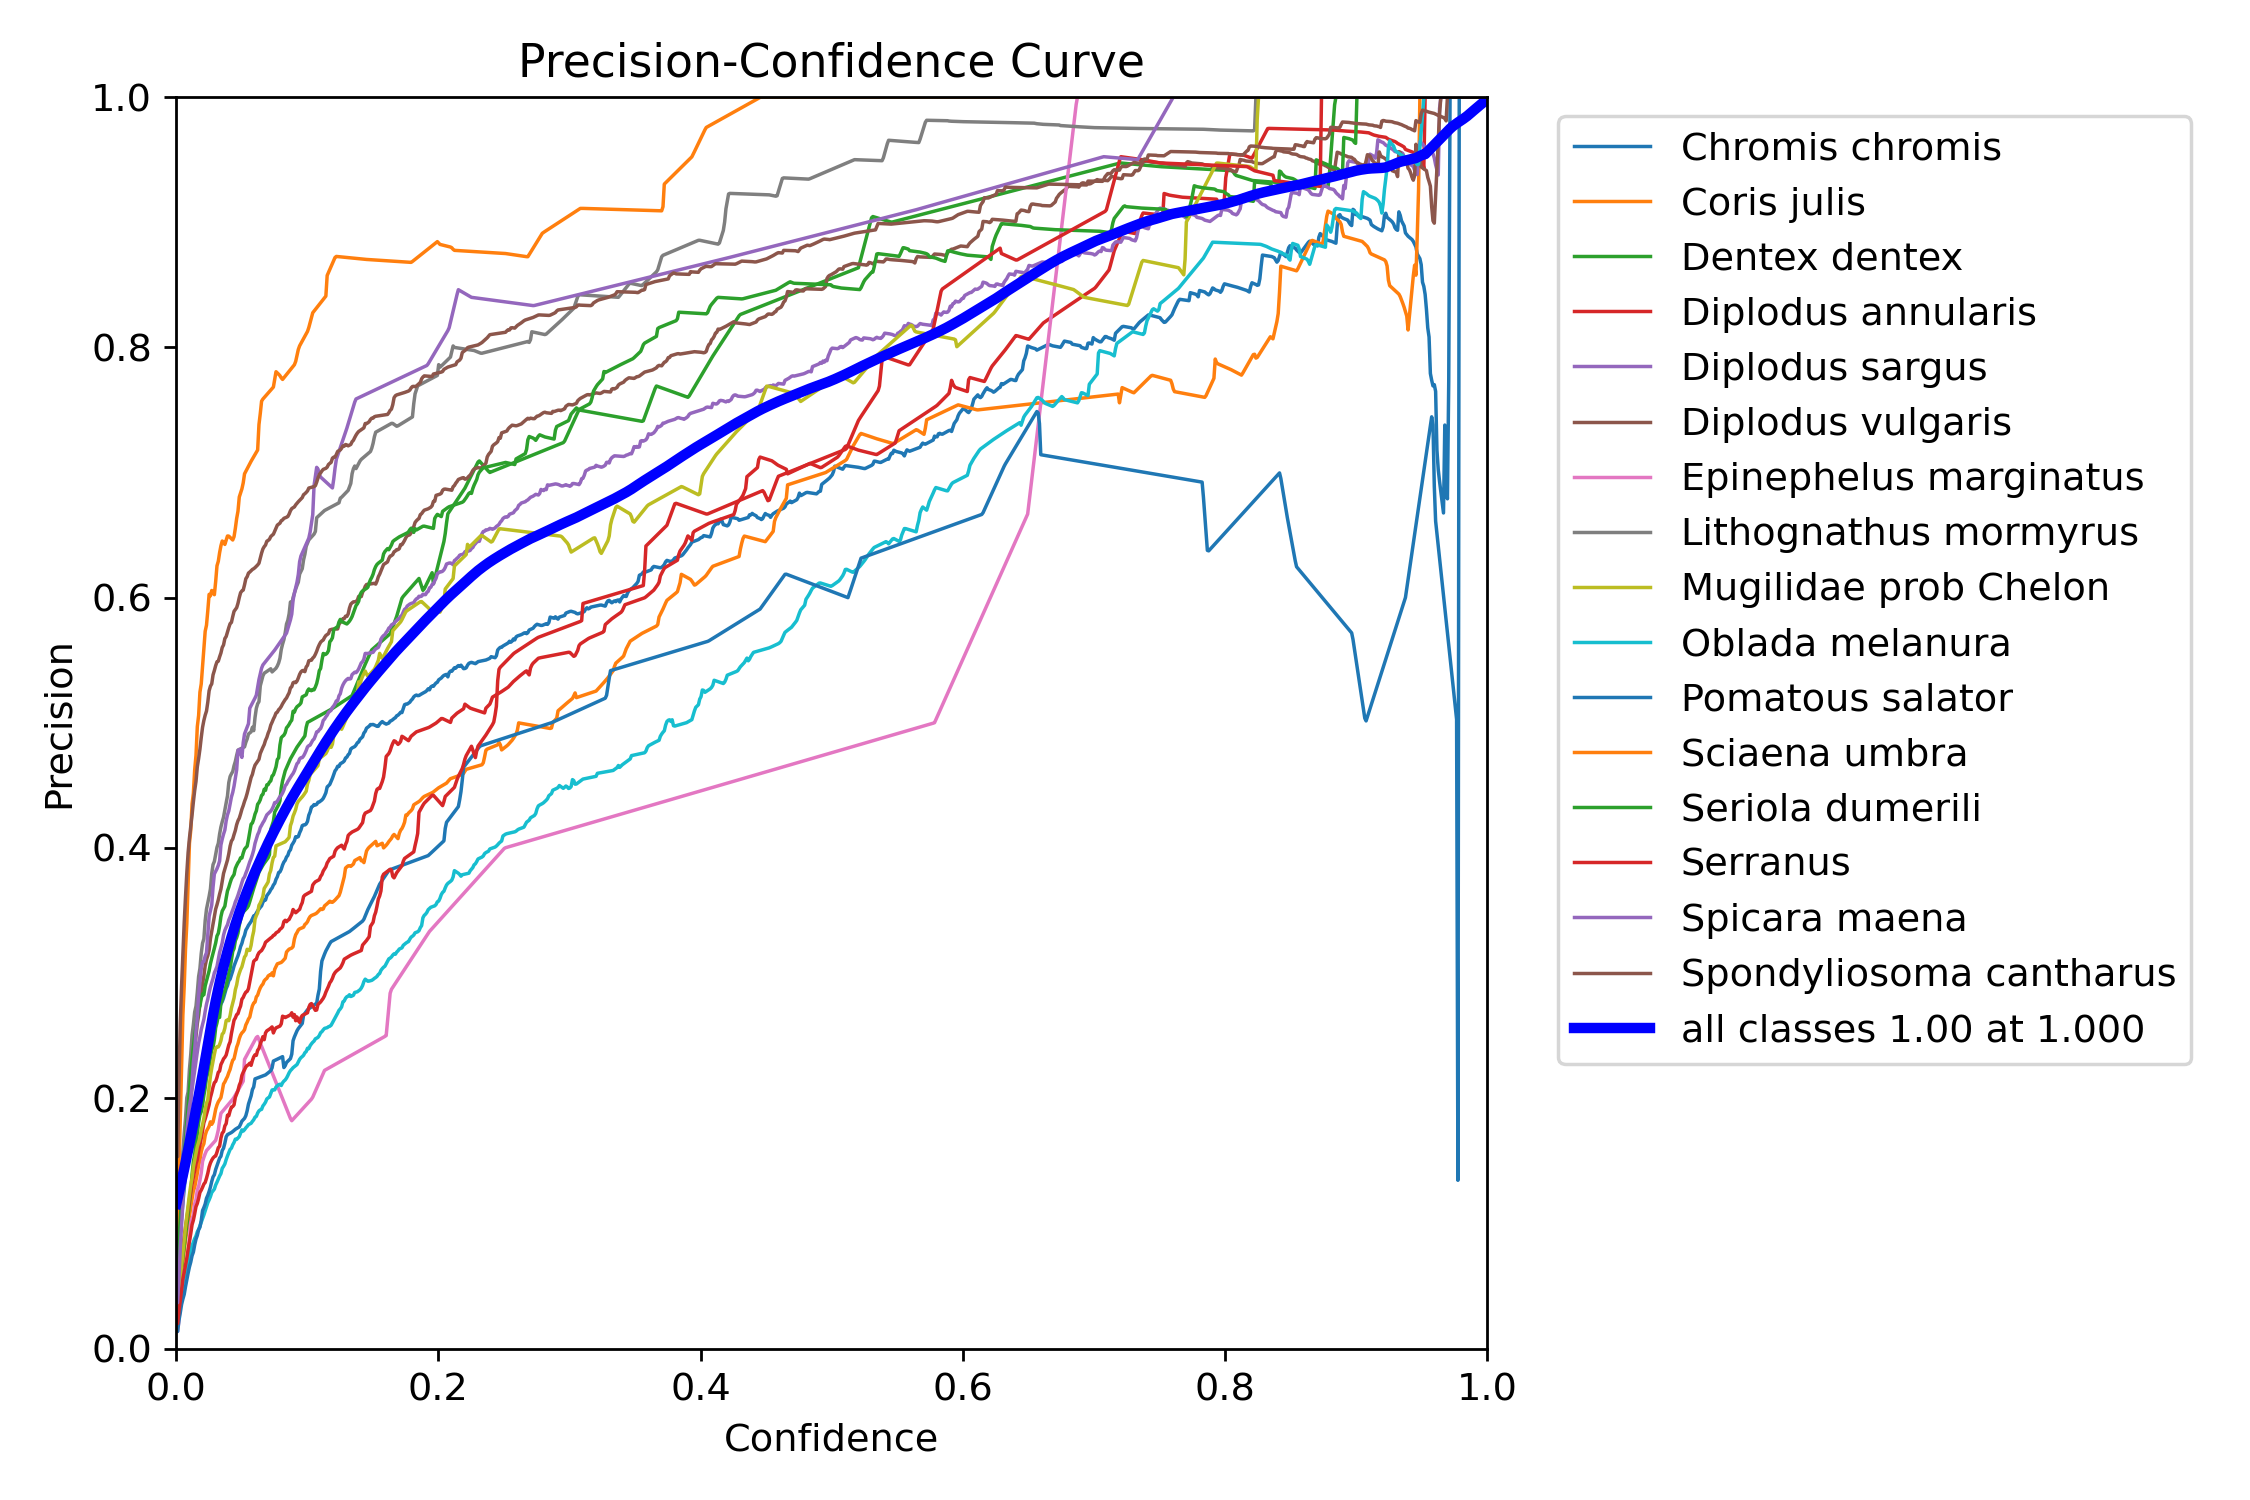 Precision-Confidence Curve
1.0
0.8
0.6
0.4
0.2
0.0
Precision
0.0 0.2 0.4 0.6 0.8 1.0
Confidence
Chromis chromis
Coris julis
Dentex dentex
Diplodus annularis
Diplodus sargus
Diplodus vulgaris
Epinephelus marginatus
Lithognathus mormyrus
Mugilidae prob Chelon
Oblada melanura
Pomatous salator
Sciaena umbra
Seriola dumerili
Serranus
Spicara maena
Spondyliosoma cantharus
all classes 1.00 at 1.000